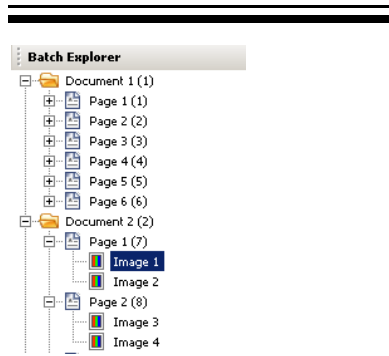 Batch Explorer
Document 1 (1)
Page 1 (1)
Page 2 (2)
Page 3 (3)
Page 4 (4)
Page 5 (5)
Page 6 (6)
Document 2 (2)
Page 1 (7)
Image 1
Image 2
Page 2 (8)
Image 3
Image 4